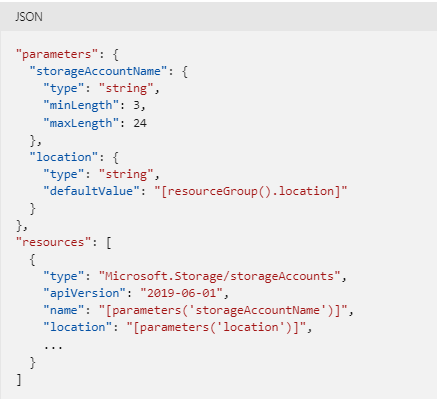 JSON
"parameters": {
  "storageAccountName": {
    "type": "string",
    "minLength": 3,
    "maxLength": 24
  },
  "location": {
    "type": "string",
    "defaultValue": "[resourceGroup().location]"
  }
},
"resources": [
  {
    "type": "Microsoft.Storage/storageAccounts",
    "apiVersion": "2019-06-01",
    "name": "[parameters('storageAccountName')]",
    "location": "[parameters('location')]",
    ...
  }
]